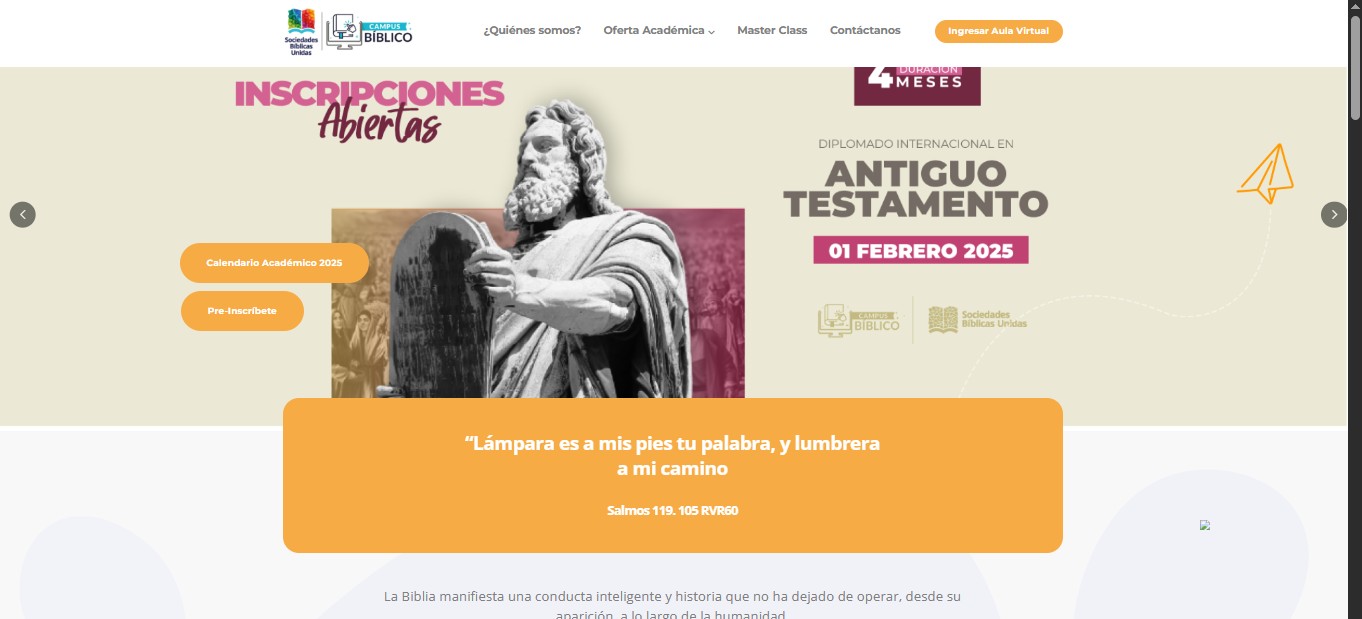 Sociedades
Bíblicas
Unidas
CAMPUS
BÍBLICO
¿Quiénes somos?
Oferta Académica
Master Class
Contáctanos
Ingresar Aula Virtual
INSCRIPCIONES
Abiertas
4 DURACIÓN
MESES
DIPLOMADO INTERNACIONAL EN
ANTIGUO
TESTAMENTO
01 FEBRERO 2025
CAMPUS
BÍBLICO
Sociedades
Bíblicas Unidas
Calendario Académico 2025
Pre-Inscríbete
“Lámpara es a mis pies tu palabra, y lumbrera
a mi camino
Salmos 119. 105 RVR60
La Biblia manifiesta una conducta inteligente y historia que no ha dejado de operar, desde su
aparición, a lo largo de la humanidad.